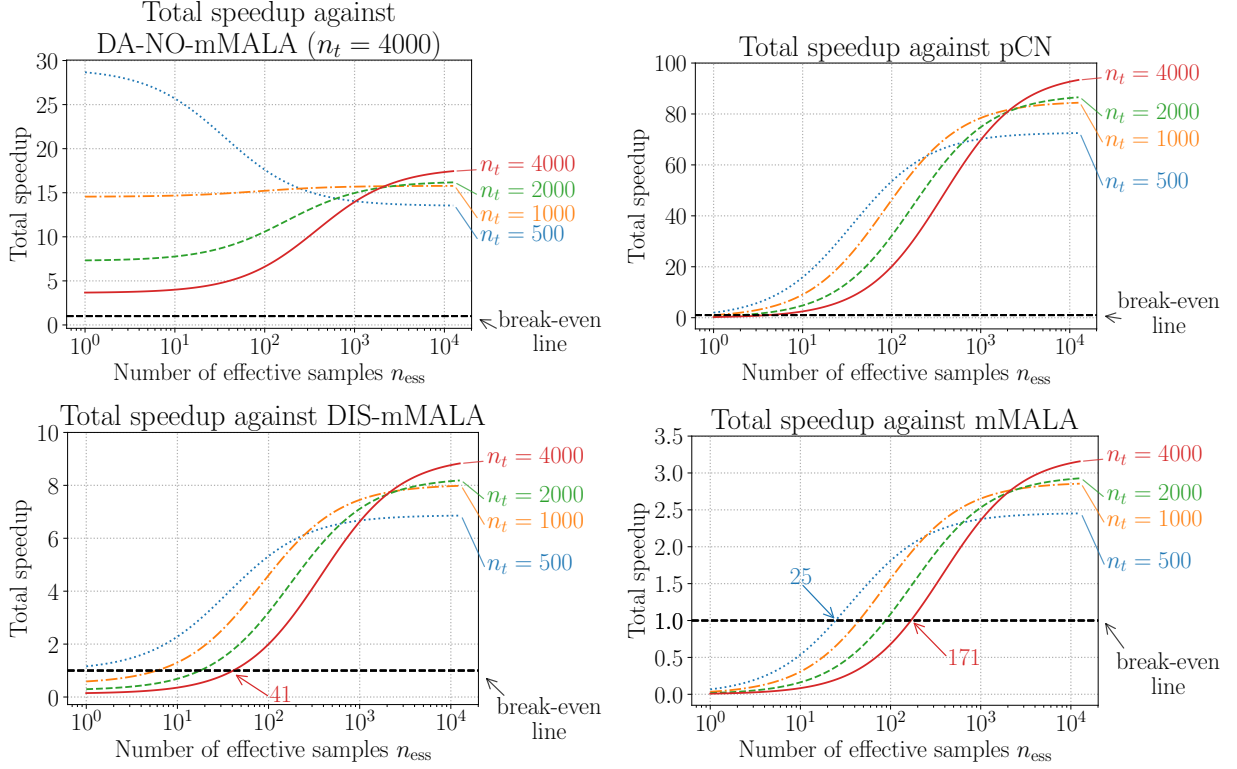 Total speedup against
DA-NO-mMALA (n_t = 4000)
30
25
20
15
10
5
0
Total speedup
10^0
10^1
10^2
10^3
10^4
Number of effective samples n_ess
n_t = 4000
n_t = 2000
n_t = 1000
n_t = 500
break-even
line
Total speedup against pCN
100
80
60
40
20
0
Total speedup
10^0
10^1
10^2
10^3
10^4
Number of effective samples n_ess
n_t = 4000
n_t = 2000
n_t = 1000
n_t = 500
break-even
line
Total speedup against DIS-mMALA
10
8
6
4
2
0
Total speedup
41
10^0
10^1
10^2
10^3
10^4
Number of effective samples n_ess
n_t = 4000
n_t = 2000
n_t = 1000
n_t = 500
break-even
line
Total speedup against mMALA
3.5
3.0
2.5
2.0
1.5
1.0
0.5
0.0
Total speedup
25
171
10^0
10^1
10^2
10^3
10^4
Number of effective samples n_ess
n_t = 4000
n_t = 2000
n_t = 1000
n_t = 500
break-even
line